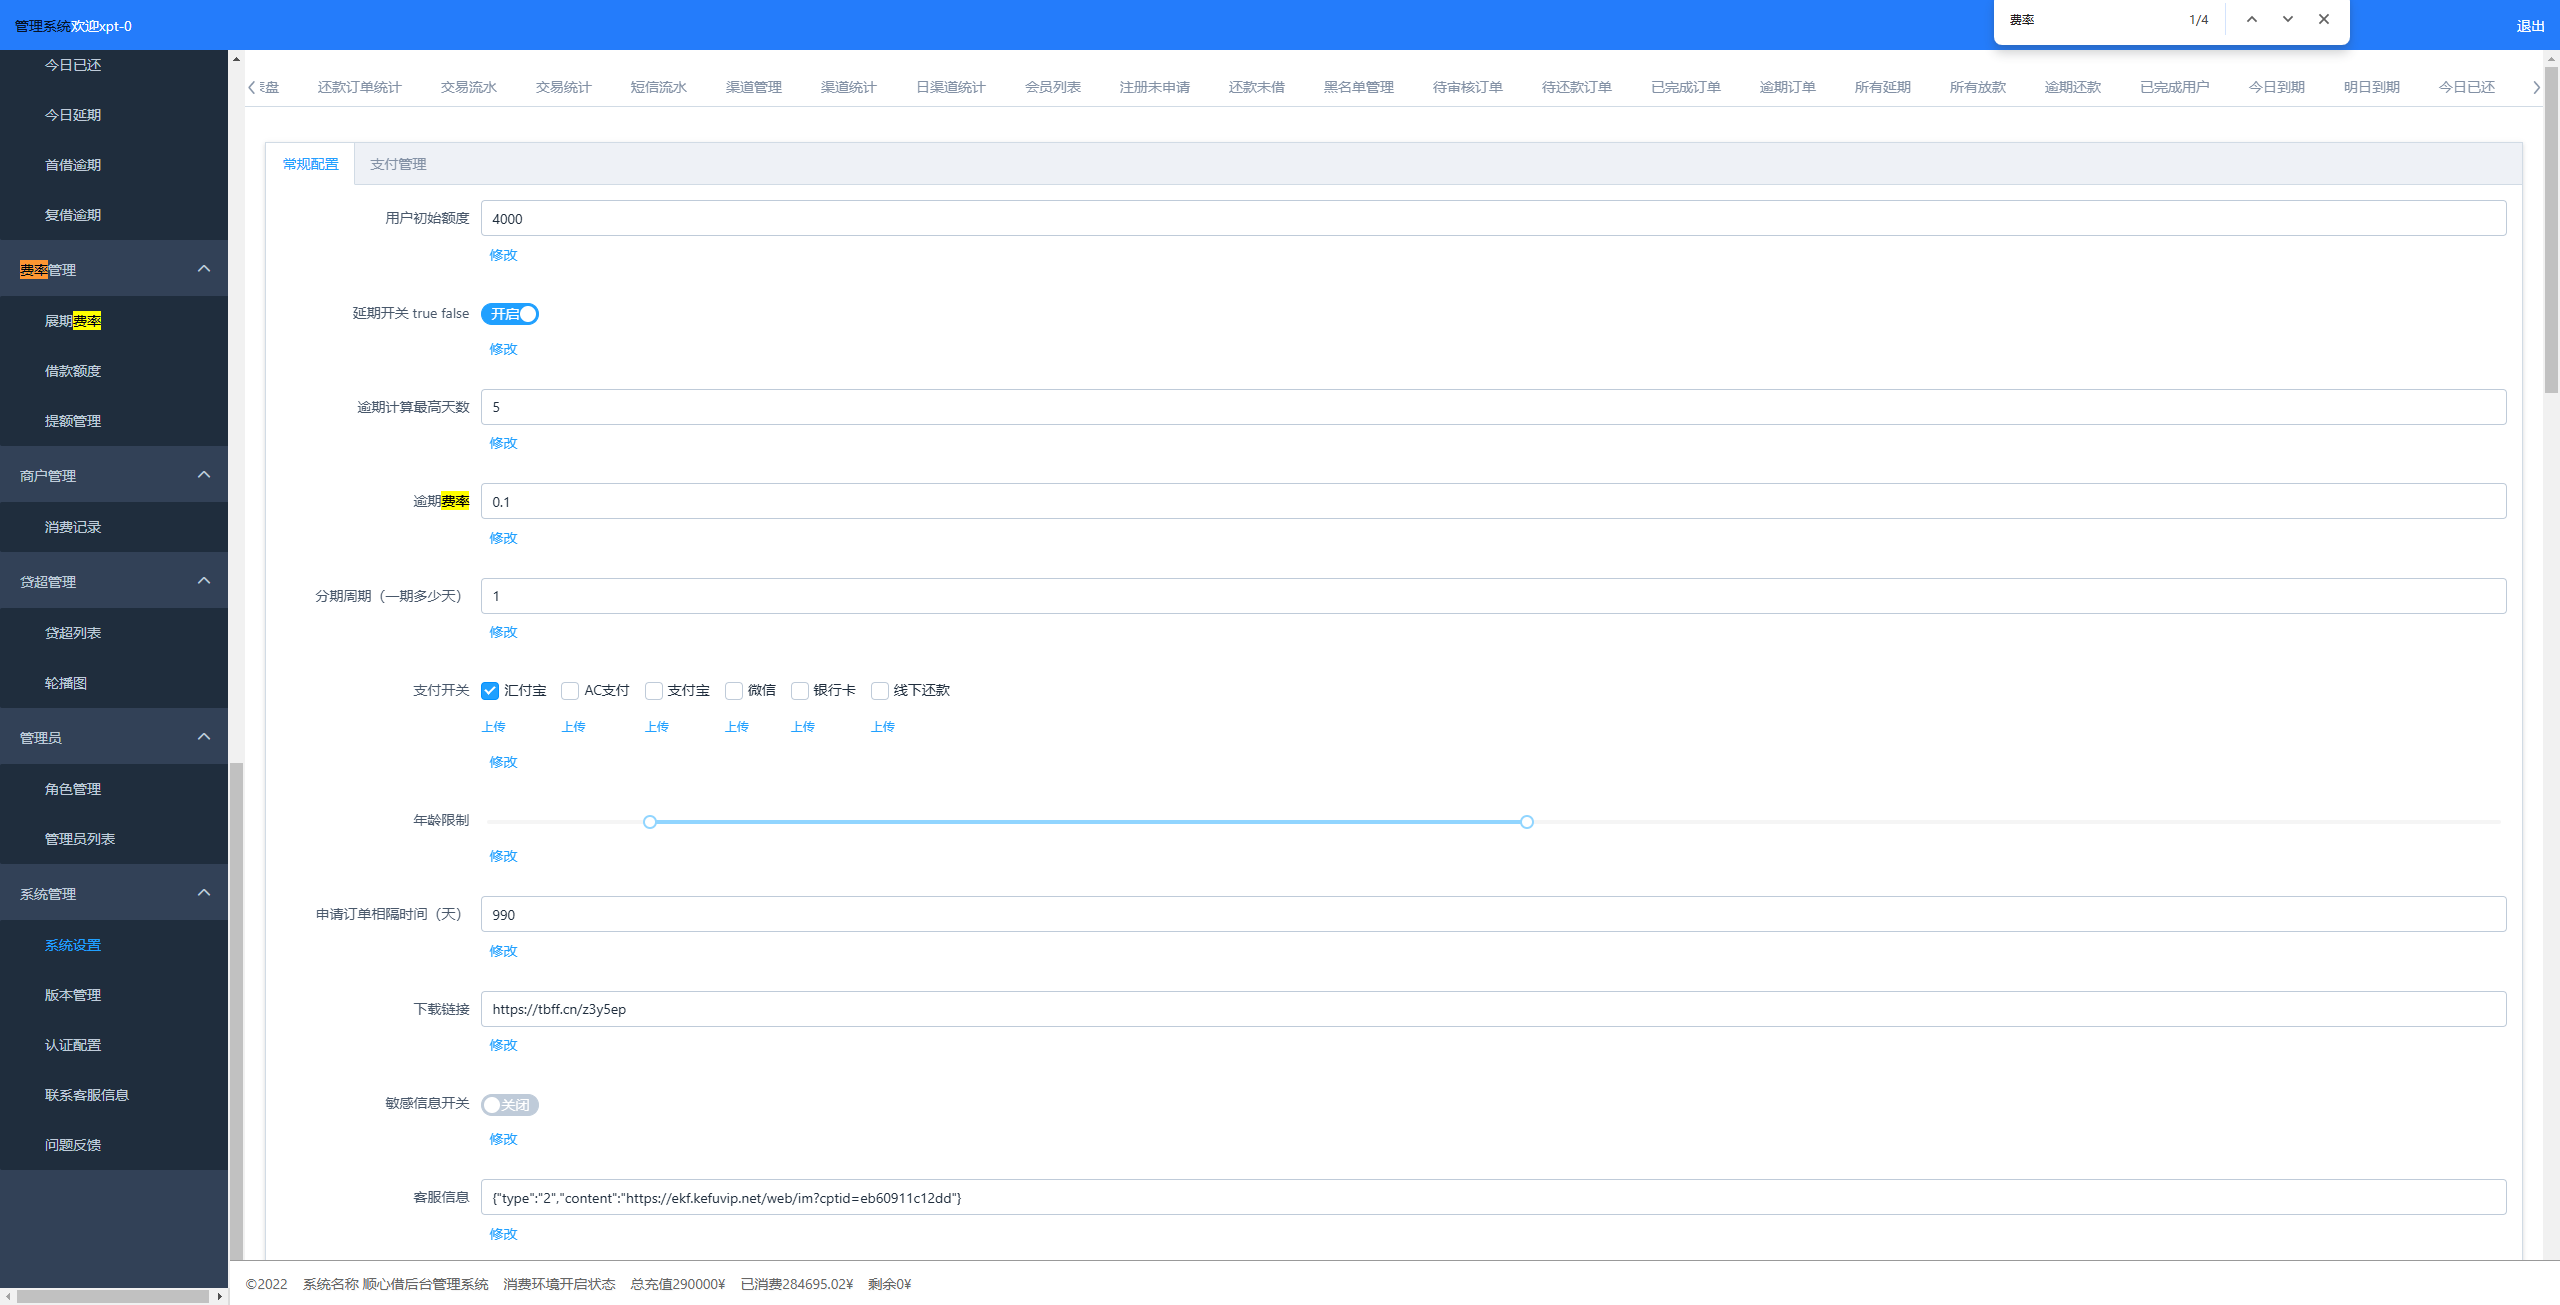 管理系统欢迎xpt-0
费率 1/4
退出
今日已还
今日延期
首借逾期
复借逾期
费率管理
展期费率
借款额度
提额管理
商户管理
消费记录
贷超管理
贷超列表
轮播图
管理员
角色管理
管理员列表
系统管理
系统设置
版本管理
认证配置
联系客服信息
问题反馈
盘 还款订单统计 交易流水 交易统计 短信流水 渠道管理 渠道统计 日渠道统计 会员列表 注册未申请 还款未借 黑名单管理 待审核订单 待还款订单 已完成订单 逾期订单 所有延期 所有放款 逾期还款 已完成用户 今日到期 明日到期 今日已还
常规配置 支付管理
用户初始额度 4000
修改
延期开关 true false 开启
修改
逾期计算最高天数 5
修改
逾期费率 0.1
修改
分期周期（一期多少天） 1
修改
支付开关 汇付宝 AC支付 支付宝 微信 银行卡 线下还款
上传 上传 上传 上传 上传 上传
修改
年龄限制
修改
申请订单相隔时间（天） 990
修改
下载链接 https://tbff.cn/z3y5ep
修改
敏感信息开关 关闭
修改
客服信息 {"type":"2","content":"https://ekf.kefuvip.net/web/im?cptid=eb60911c12dd"}
修改
©2022 系统名称 顺心借后台管理系统 消费环境开启状态 总充值290000¥ 已消费284695.02¥ 剩余0¥